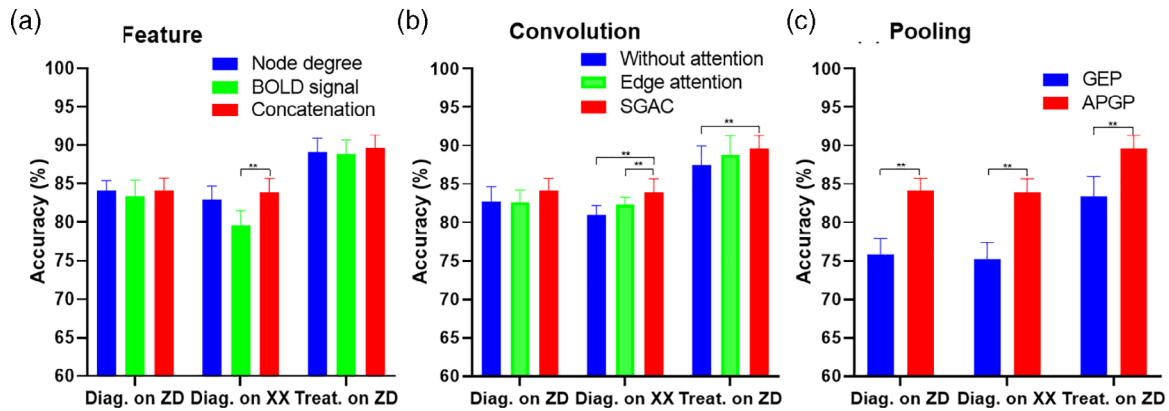 (a)
Feature
Node degree
BOLD signal
Concatenation
Accuracy (%)
100
95
90
85
80
75
70
65
60
**
Diag. on ZD Diag. on XX Treat. on ZD
(b)
Convolution
Without attention
Edge attention
SGAC
Accuracy (%)
100
95
90
85
80
75
70
65
60
**
**
**
Diag. on ZD Diag. on XX Treat. on ZD
(c)
Pooling
GEP
APGP
Accuracy (%)
100
95
90
85
80
75
70
65
60
**
**
**
Diag. on ZD Diag. on XX Treat. on ZD